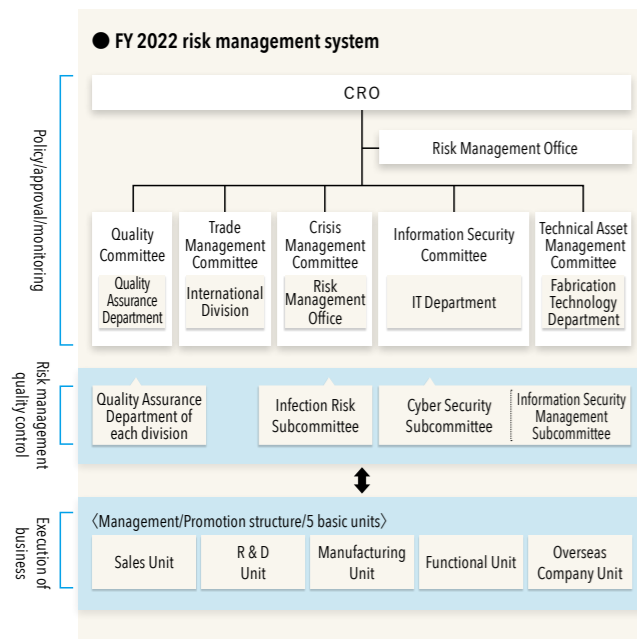 ● FY 2022 risk management system
CRO
Risk Management Office
Policy/approval/monitoring
Quality
Committee
Quality
Assurance
Department
Trade
Management
Committee
International
Division
Crisis
Management
Committee
Risk
Management
Office
Information Security
Committee
IT Department
Technical Asset
Management
Committee
Fabrication
Technology
Department
Risk management
quality control
Quality Assurance
Department of
each division
Infection Risk
Subcommittee
Cyber Security
Subcommittee
Information Security
Management
Subcommittee
Execution of
business
〈Management/Promotion structure/5 basic units〉
Sales Unit
R & D
Unit
Manufacturing
Unit
Functional Unit
Overseas
Company Unit